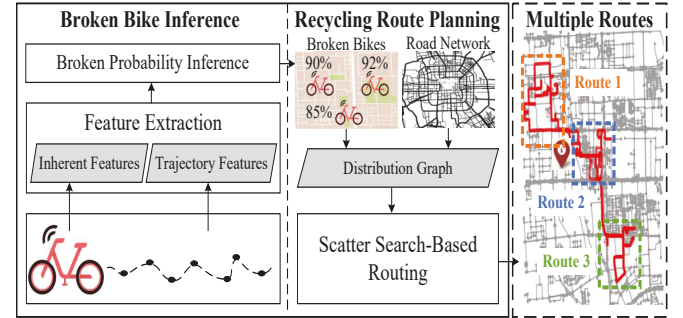 Broken Bike Inference
Broken Probability Inference
Feature Extraction
Inherent Features
Trajectory Features
Recycling Route Planning
Broken Bikes
Road Network
90%
92%
85%
Distribution Graph
Scatter Search-Based
Routing
Multiple Routes
Route 1
Route 2
Route 3